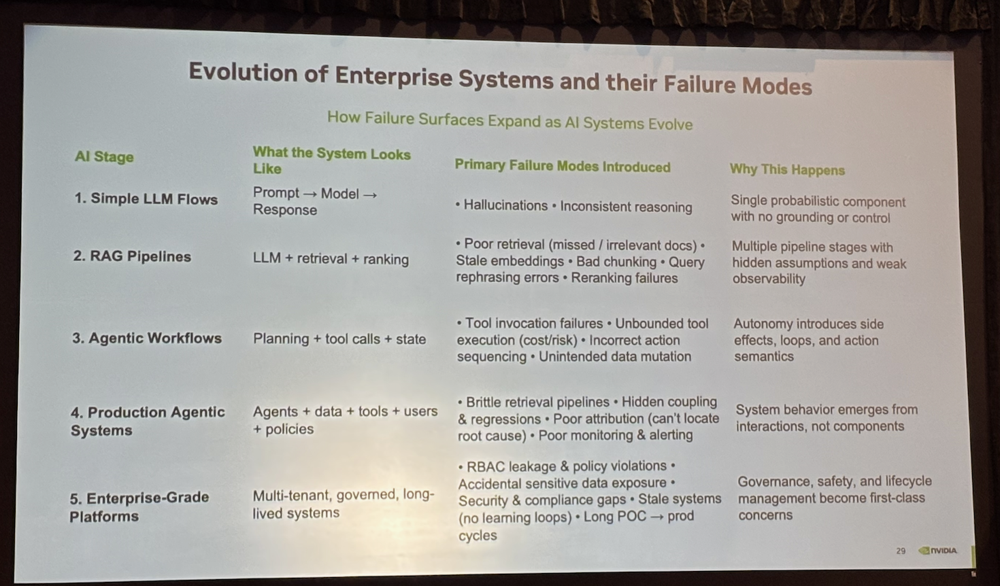 Evolution of Enterprise Systems and their Failure Modes
How Failure Surfaces Expand as AI Systems Evolve
AI Stage
What the System Looks
Like
Primary Failure Modes Introduced
Why This Happens
1. Simple LLM Flows
Prompt → Model →
Response
• Hallucinations • Inconsistent reasoning
Single probabilistic component
with no grounding or control
2. RAG Pipelines
LLM + retrieval + ranking
• Poor retrieval (missed / irrelevant docs) •
Stale embeddings • Bad chunking • Query
rephrasing errors • Reranking failures
Multiple pipeline stages with
hidden assumptions and weak
observability
3. Agentic Workflows
Planning + tool calls + state
• Tool invocation failures • Unbounded tool
execution (cost/risk) • Incorrect action
sequencing • Unintended data mutation
Autonomy introduces side
effects, loops, and action
semantics
4. Production Agentic
Systems
Agents + data + tools + users
+ policies
• Brittle retrieval pipelines • Hidden coupling
& regressions • Poor attribution (can't locate
root cause) • Poor monitoring & alerting
System behavior emerges from
interactions, not components
5. Enterprise-Grade
Platforms
Multi-tenant, governed, long-
lived systems
• RBAC leakage & policy violations •
Accidental sensitive data exposure •
Security & compliance gaps • Stale systems
(no learning loops) • Long POC → prod
cycles
Governance, safety, and lifecycle
management become first-class
concerns
29
NVIDIA